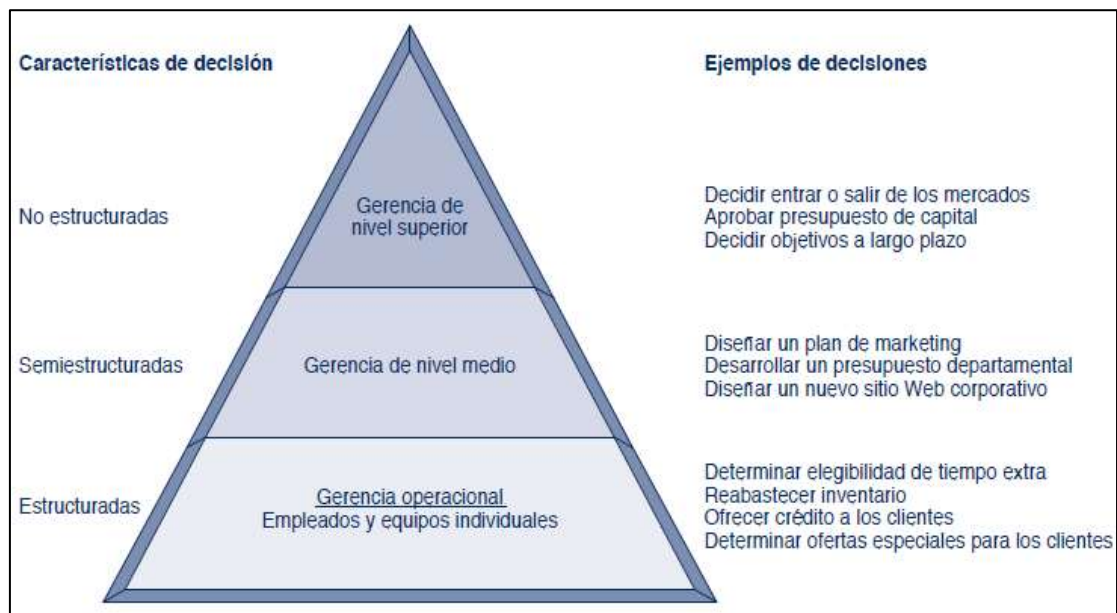 Características de decisión
Ejemplos de decisiones
No estructuradas
Gerencia de
nivel superior
Decidir entrar o salir de los mercados
Aprobar presupuesto de capital
Decidir objetivos a largo plazo
Semiestructuradas
Gerencia de nivel medio
Diseñar un plan de marketing
Desarrollar un presupuesto departamental
Diseñar un nuevo sitio Web corporativo
Estructuradas
Gerencia operacional
Empleados y equipos individuales
Determinar elegibilidad de tiempo extra
Reabastecer inventario
Ofrecer crédito a los clientes
Determinar ofertas especiales para los clientes